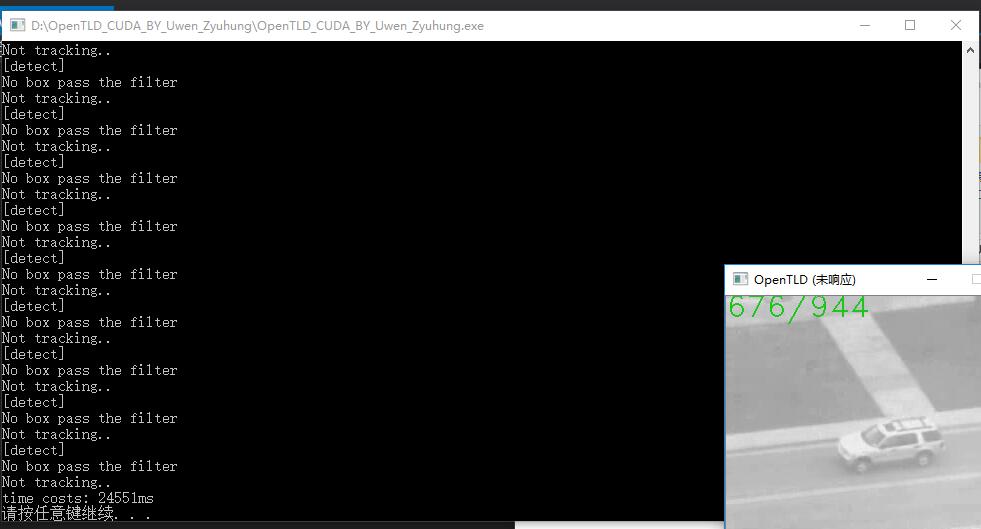 D:\OpenTLD_CUDA_BY_Uwen_Zyuhung\OpenTLD_CUDA_BY_Uwen_Zyuhung.exe
Not tracking..
[detect]
No box pass the filter
Not tracking..
[detect]
No box pass the filter
Not tracking..
[detect]
No box pass the filter
Not tracking..
[detect]
No box pass the filter
Not tracking..
[detect]
No box pass the filter
Not tracking..
[detect]
No box pass the filter
Not tracking..
[detect]
No box pass the filter
Not tracking..
[detect]
No box pass the filter
Not tracking..
[detect]
No box pass the filter
Not tracking..
time costs: 24551ms
请按任意键继续. . .
OpenTLD (未响应)
676/944